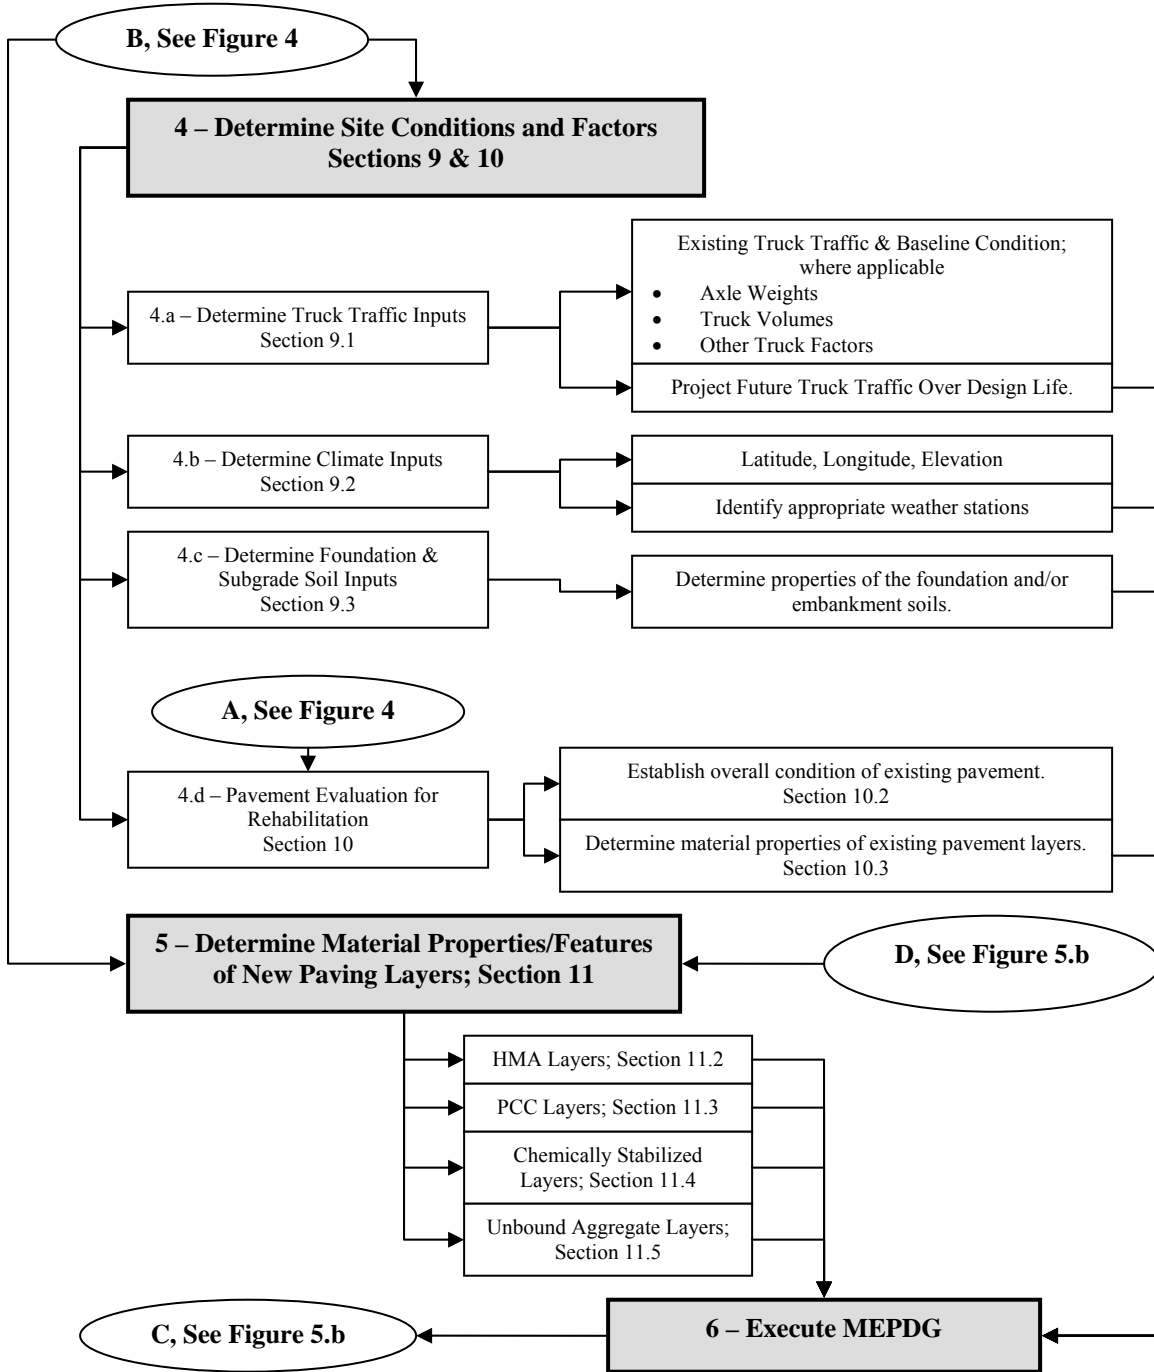 B, See Figure 4
4 – Determine Site Conditions and Factors
Sections 9 & 10
Existing Truck Traffic & Baseline Condition;
where applicable
• Axle Weights
• Truck Volumes
• Other Truck Factors
4.a – Determine Truck Traffic Inputs
Section 9.1
Project Future Truck Traffic Over Design Life.
4.b – Determine Climate Inputs
Section 9.2
Latitude, Longitude, Elevation
Identify appropriate weather stations
4.c – Determine Foundation &
Subgrade Soil Inputs
Section 9.3
Determine properties of the foundation and/or
embankment soils.
A, See Figure 4
4.d – Pavement Evaluation for
Rehabilitation
Section 10
Establish overall condition of existing pavement.
Section 10.2
Determine material properties of existing pavement layers.
Section 10.3
5 – Determine Material Properties/Features
of New Paving Layers; Section 11
D, See Figure 5.b
HMA Layers; Section 11.2
PCC Layers; Section 11.3
Chemically Stabilized
Layers; Section 11.4
Unbound Aggregate Layers;
Section 11.5
C, See Figure 5.b
6 – Execute MEPDG